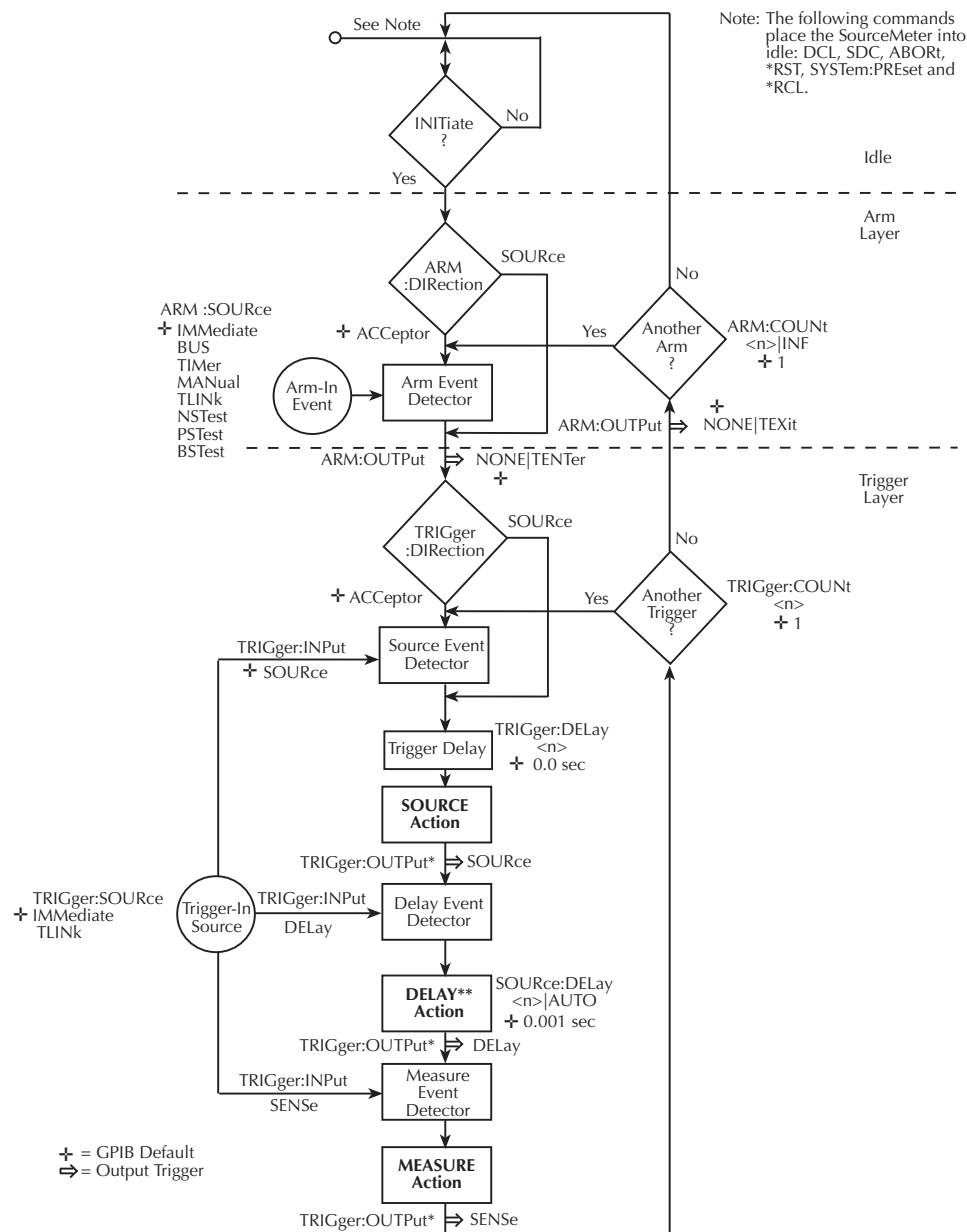 See Note
Note: The following commands
place the SourceMeter into
idle: DCL, SDC, ABORt,
*RST, SYSTem:PREset and
*RCL.
INITiate
?
No
Yes
Idle
Arm
Layer
ARM
:DIRection
SOURce
No
ARM :SOURce
IMMediate
BUS
TIMer
MANual
TLINk
NSTest
PSTest
BSTest
ACCeptor
Yes
Another
Arm
?
ARM:COUNt
<n>|INF
1
Arm-In
Event
Arm Event
Detector
ARM:OUTPut
NONE|TEXit
ARM:OUTPut
NONE|TENTer
Trigger
Layer
TRIGger
:DIRection
SOURce
No
ACCeptor
Yes
Another
Trigger
?
TRIGger:COUNt
<n>
1
TRIGger:INPut
SOURce
Source Event
Detector
Trigger Delay
TRIGger:DELay
<n>
0.0 sec
SOURCE
Action
TRIGger:OUTPut*
SOURce
TRIGger:SOURce
IMMediate
TLINk
Trigger-In
Source
TRIGger:INPut
DELay
Delay Event
Detector
DELAY**
Action
SOURce:DELay
<n>|AUTO
0.001 sec
TRIGger:OUTPut*
DELay
TRIGger:INPut
SENSe
Measure
Event
Detector
= GPIB Default
= Output Trigger
MEASURE
Action
TRIGger:OUTPut*
SENSe